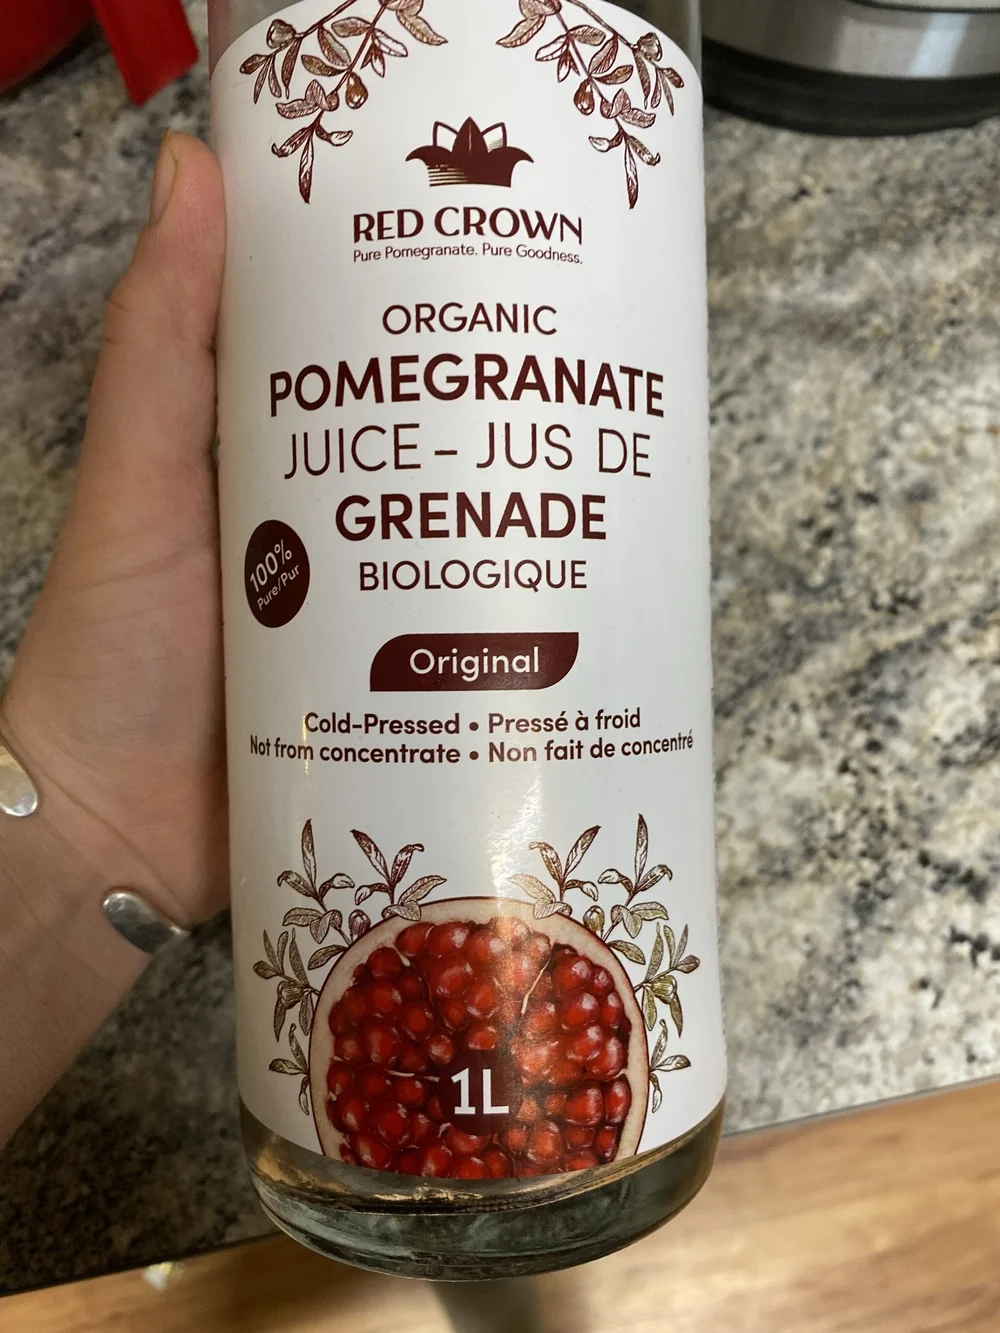 RED CROWN
Pure Pomegranate. Pure Goodness.
ORGANIC
POMEGRANATE
JUICE – JUS DE
GRENADE
BIOLOGIQUE
100%
Pure/Pur
Original
Cold-Pressed • Pressé à froid
Not from concentrate • Non fait de concentré
1L